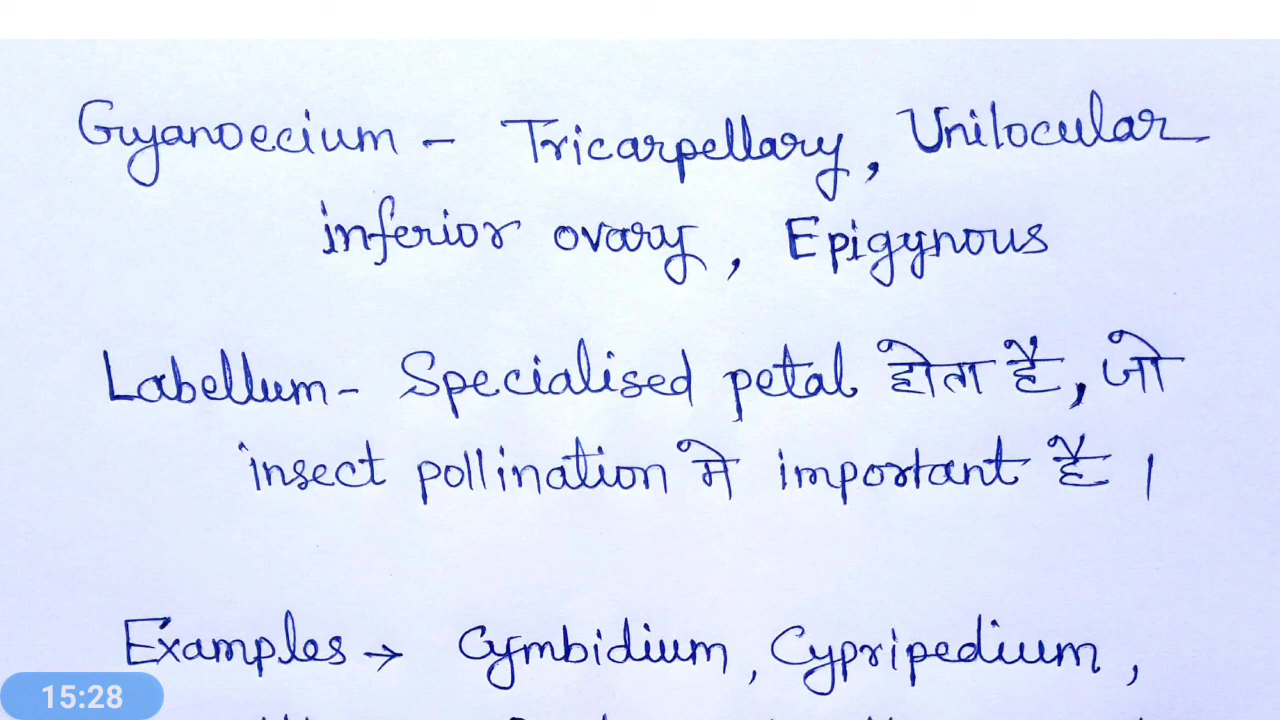 Gyanoecium - Tricarpellary, Unilocular
inferior ovary, Epigynous
Labellum - Specialised petal होता है, जो
insect pollination में important है ।
Examples → Cymbidium, Cypripedium,
15:28